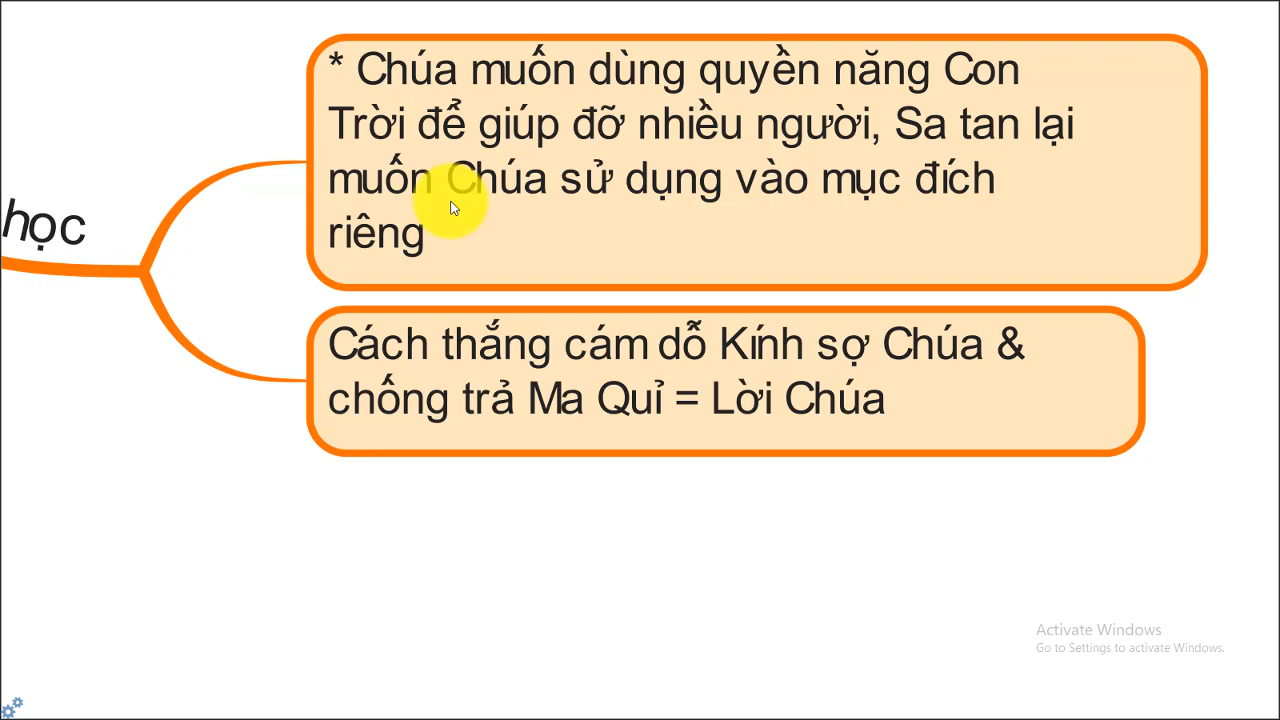 * Chúa muốn dùng quyền năng Con
Trời để giúp đỡ nhiều người, Sa tan lại
muốn Chúa sử dụng vào mục đích
riêng
học
Cách thắng cám dỗ Kính sợ Chúa &
chống trả Ma Quỉ = Lời Chúa
Activate Windows
Go to Settings to activate Windows.